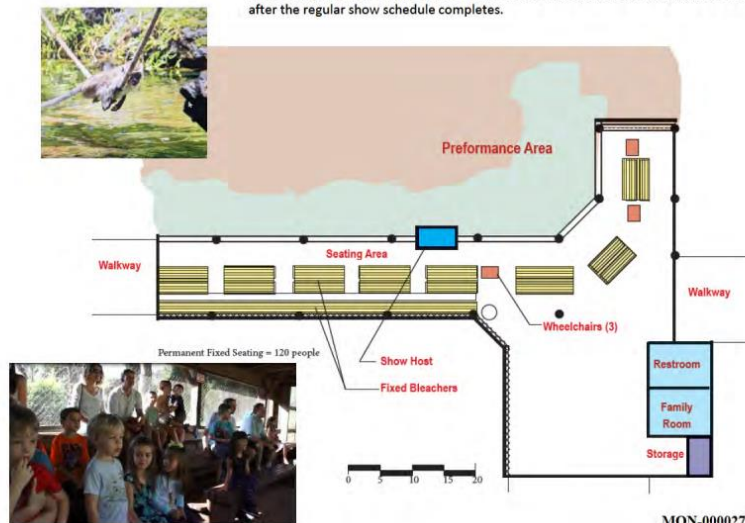 after the regular show schedule completes.
Preformance Area
Seating Area
Walkway
Walkway
Wheelchairs (3)
Permanent Fixed Seating = 120 people
Show Host
Fixed Bleachers
Restroom
Family
Room
Storage
0 5 10 15 20
MON-000027